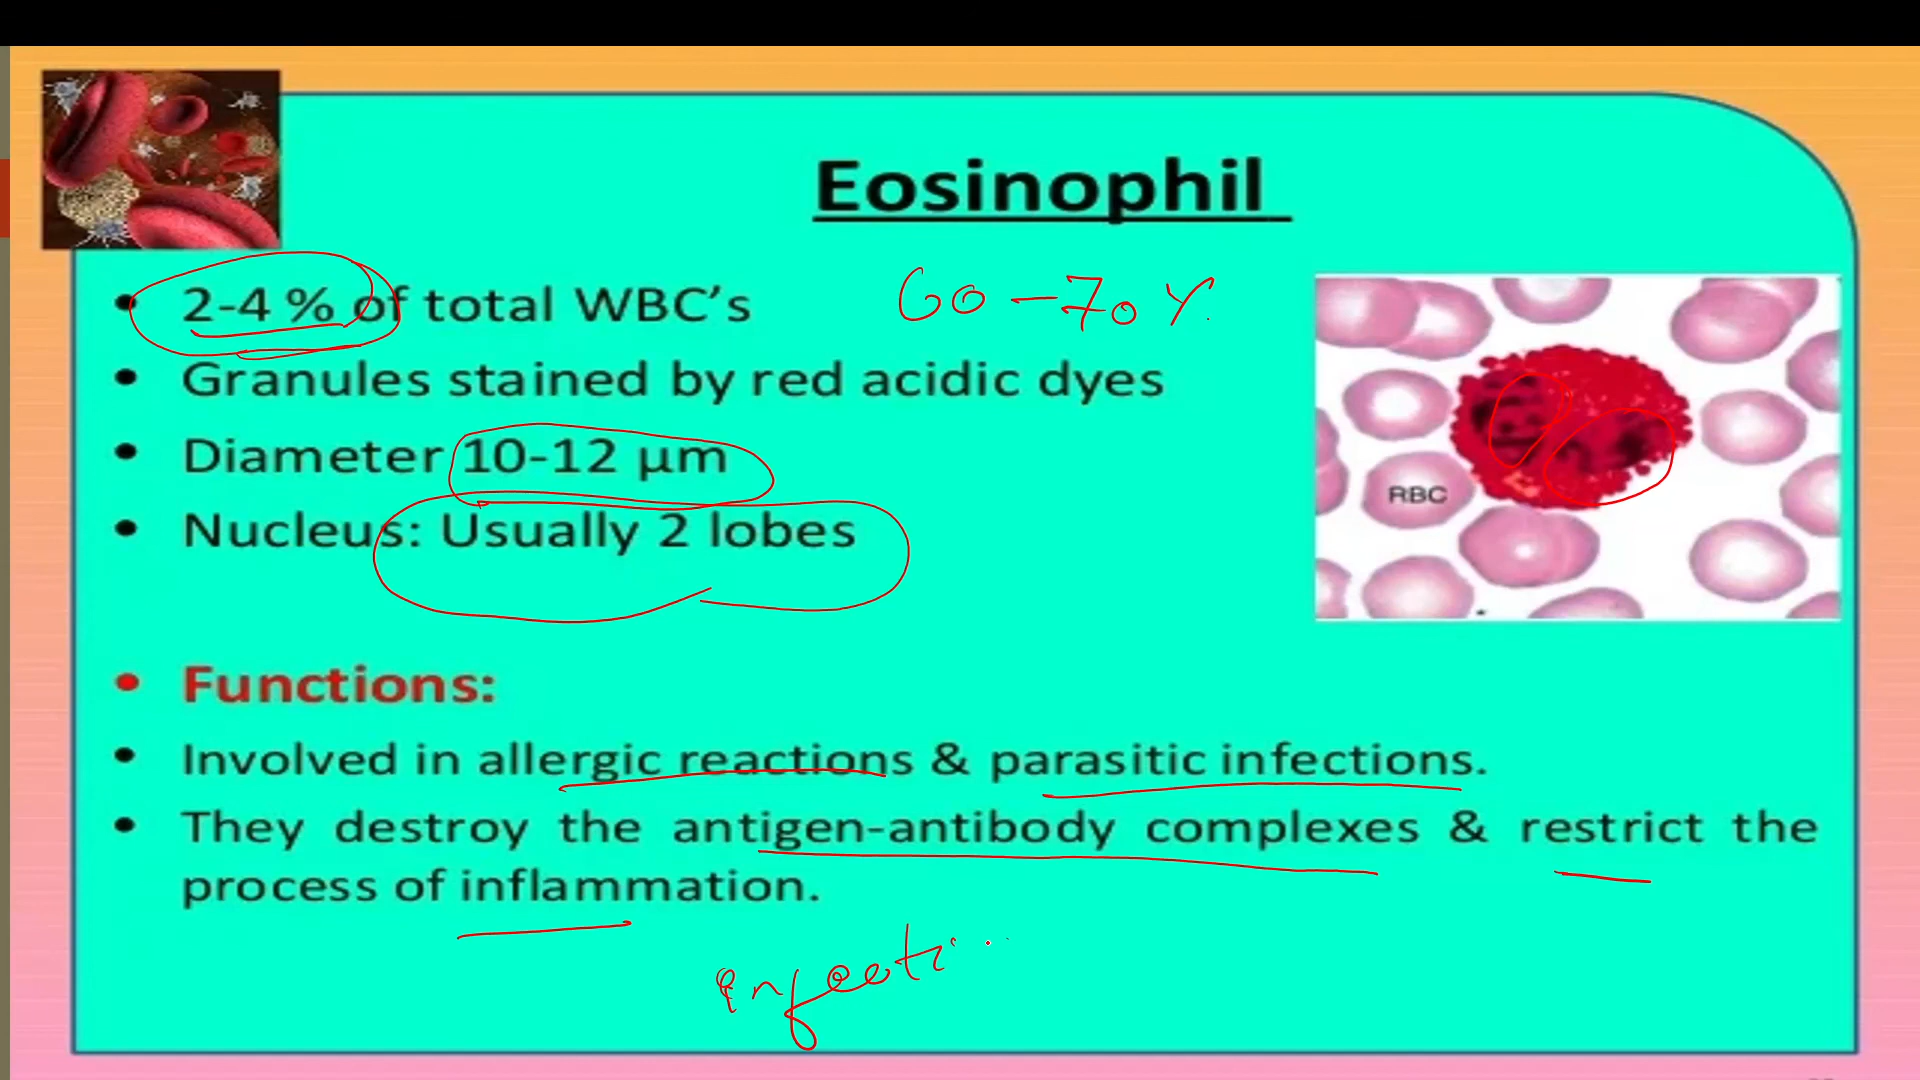 Eosinophil
• 2-4 % of total WBC's 60-70 %
• Granules stained by red acidic dyes
• Diameter 10-12 µm
• Nucleus: Usually 2 lobes
RBC
• Functions:
• Involved in allergic reactions & parasitic infections.
• They destroy the antigen-antibody complexes & restrict the
process of inflammation.
infecti